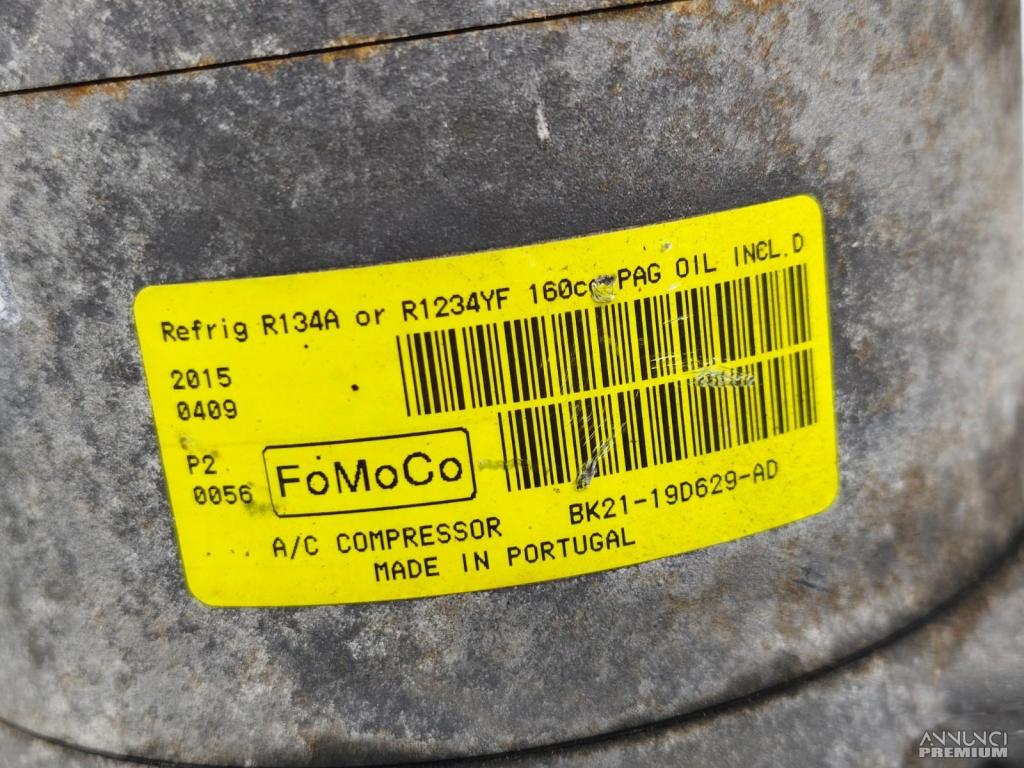 Refrig R134A or R1234YF 160cc PAG OIL INCL.D
2015
0409
P2
0056
FoMoCo
BK21-19D629-AD
A/C COMPRESSOR
MADE IN PORTUGAL
ANNUNCI
PREMIUM